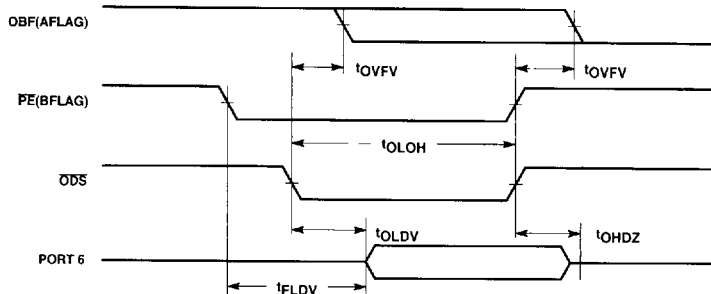 OBF(AFLAG)
tOVFV
tOVFV
PE(BFLAG)
tOLOH
ODS
tOLDV
tOHDZ
PORT 6
tFLDV